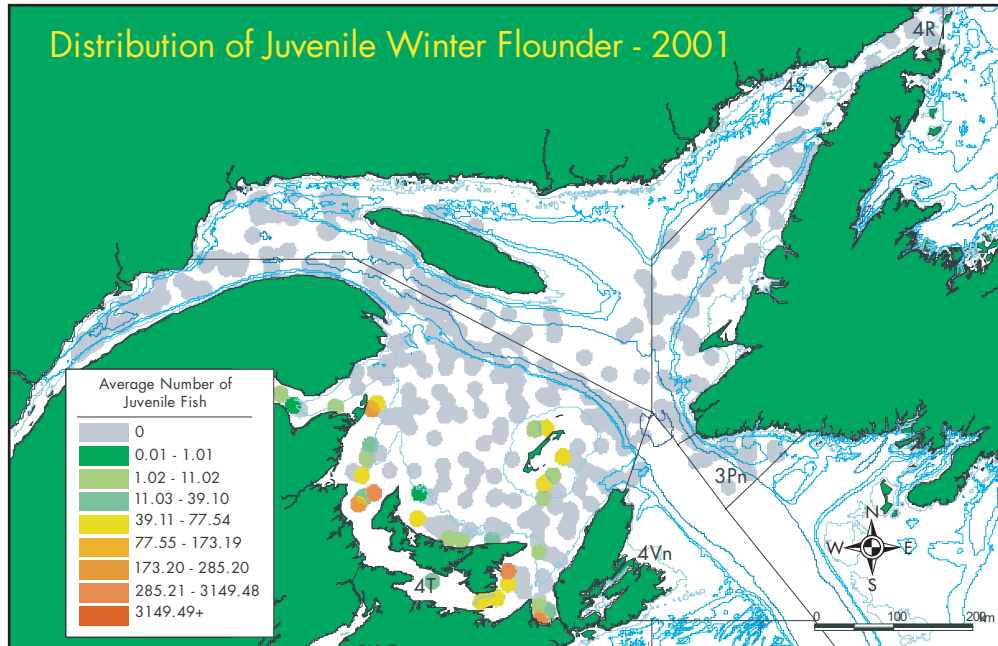 Distribution of Juvenile Winter Flounder - 2001
4R
4S
Average Number of
Juvenile Fish
0
0.01 - 1.01
1.02 - 11.02
11.03 - 39.10
39.11 - 77.54
77.55 - 173.19
173.20 - 285.20
285.21 - 3149.48
3149.49+
3Pn
4Vn
4T
N
W E
S
0 100 200 km